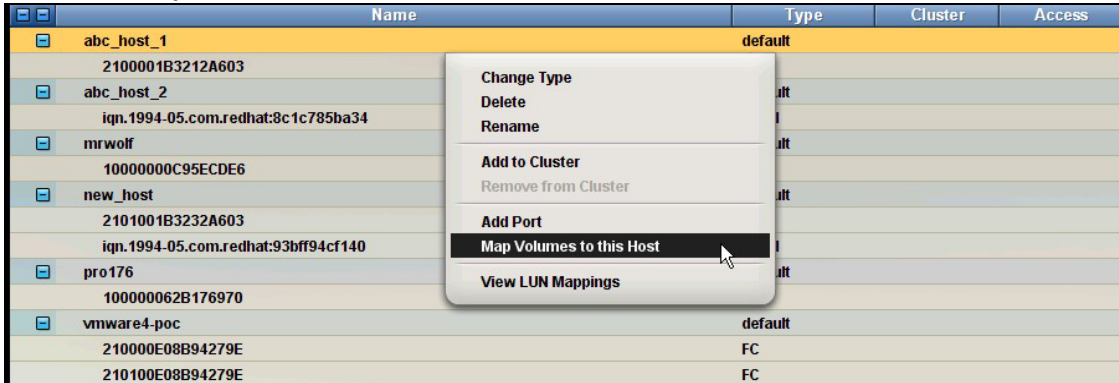 Name Type Cluster Access
abc_host_1 default
2100001B3212A603
abc_host_2
iqn.1994-05.com.redhat:8c1c785ba34
mrwolf
10000000C95ECDE6
new_host
2101001B3232A603
iqn.1994-05.com.redhat:93bff94cf140
pro176
100000062B176970
vmware4-poc default
210000E08B94279E FC
210100E08B94279E FC
Change Type
Delete
Rename
Add to Cluster
Remove from Cluster
Add Port
Map Volumes to this Host
View LUN Mappings